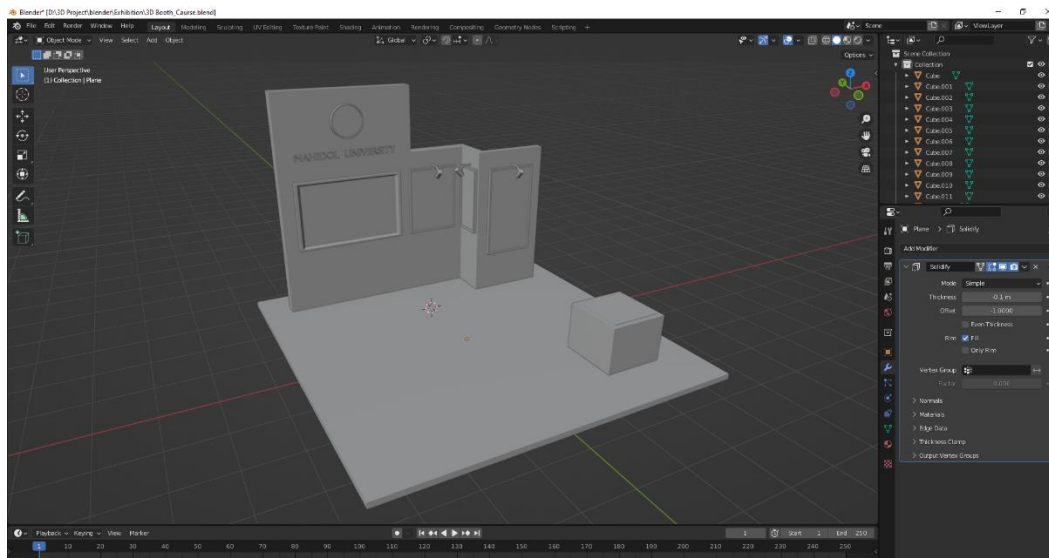 Blender* [D:\3D Project\blender\Exhibition\3D Booth_Caurse.blend]
File Edit Render Window Help Layout Modeling Sculpting UV Editing Texture Paint Shading Animation Rendering Compositing Geometry Nodes Scripting + Scene ViewLayer
Object Mode View Select Add Object Global
Options
User Perspective
(1) Collection | Plane
Scene Collection
Collection
Cube
Cube.001
Cube.002
Cube.003
Cube.004
Cube.005
Cube.006
Cube.007
Cube.008
Cube.009
Cube.010
Cube.011
Plane > Solidify
Add Modifier
Solidify
Mode Simple
Thickness -0.1 m
Offset -1.0000
Even Thickness
Rim Fill
Only Rim
Vertex Group
Factor 0.000
> Normals
> Materials
> Edge Data
> Thickness Clamp
> Output Vertex Groups
Playback Keying View Marker 1 Start 1 End 250
1 10 20 30 40 50 60 70 80 90 100 110 120 130 140 150 160 170 180 190 200 210 220 230 240 250